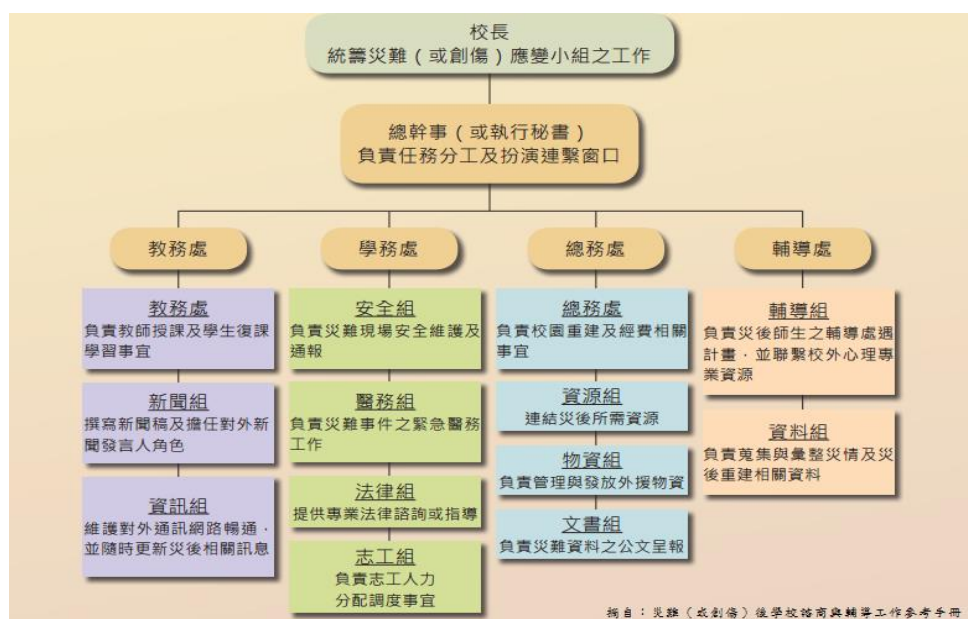 校長
統籌災難（或創傷）應變小組之工作
總幹事（或執行秘書）
負責任務分工及扮演連繫窗口
教務處
學務處
總務處
輔導處
教務處
負責教師授課及學生復課
學習事宜
新聞組
撰寫新聞稿及擔任對外新
聞發言人角色
資訊組
維護對外通訊網路暢通，
並隨時更新災後相關訊息
安全組
負責災難現場安全維護及
通報
醫務組
負責災難事件之緊急醫務
工作
法律組
提供專業法律諮詢或指導
志工組
負責志工人力
分配調度事宜
總務處
負責校園重建及經費相關
事宜
資源組
連結災後所需資源
物資組
負責管理與發放外援物資
文書組
負責災難資料之公文呈報
輔導組
負責災後師生之輔導處遇
計畫，並聯繫校外心理專
業資源
資料組
負責蒐集與彙整災情及災
後重建相關資料
摘自：災難（或創傷）後學校諮商與輔導工作參考手冊